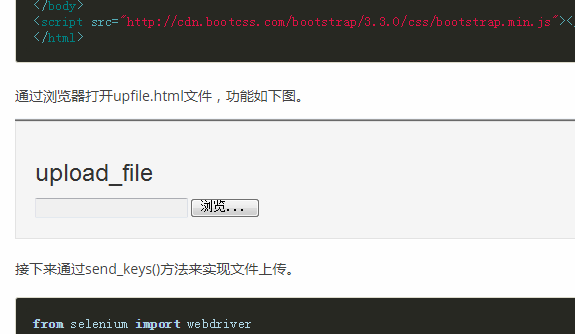 </body>
<script src="http://cdn.bootcss.com/bootstrap/3.3.0/css/bootstrap.min.js"></
</html>
通过浏览器打开upfile.html文件，功能如下图。
upload_file
浏览...
接下来通过send_keys()方法来实现文件上传。
from selenium import webdriver